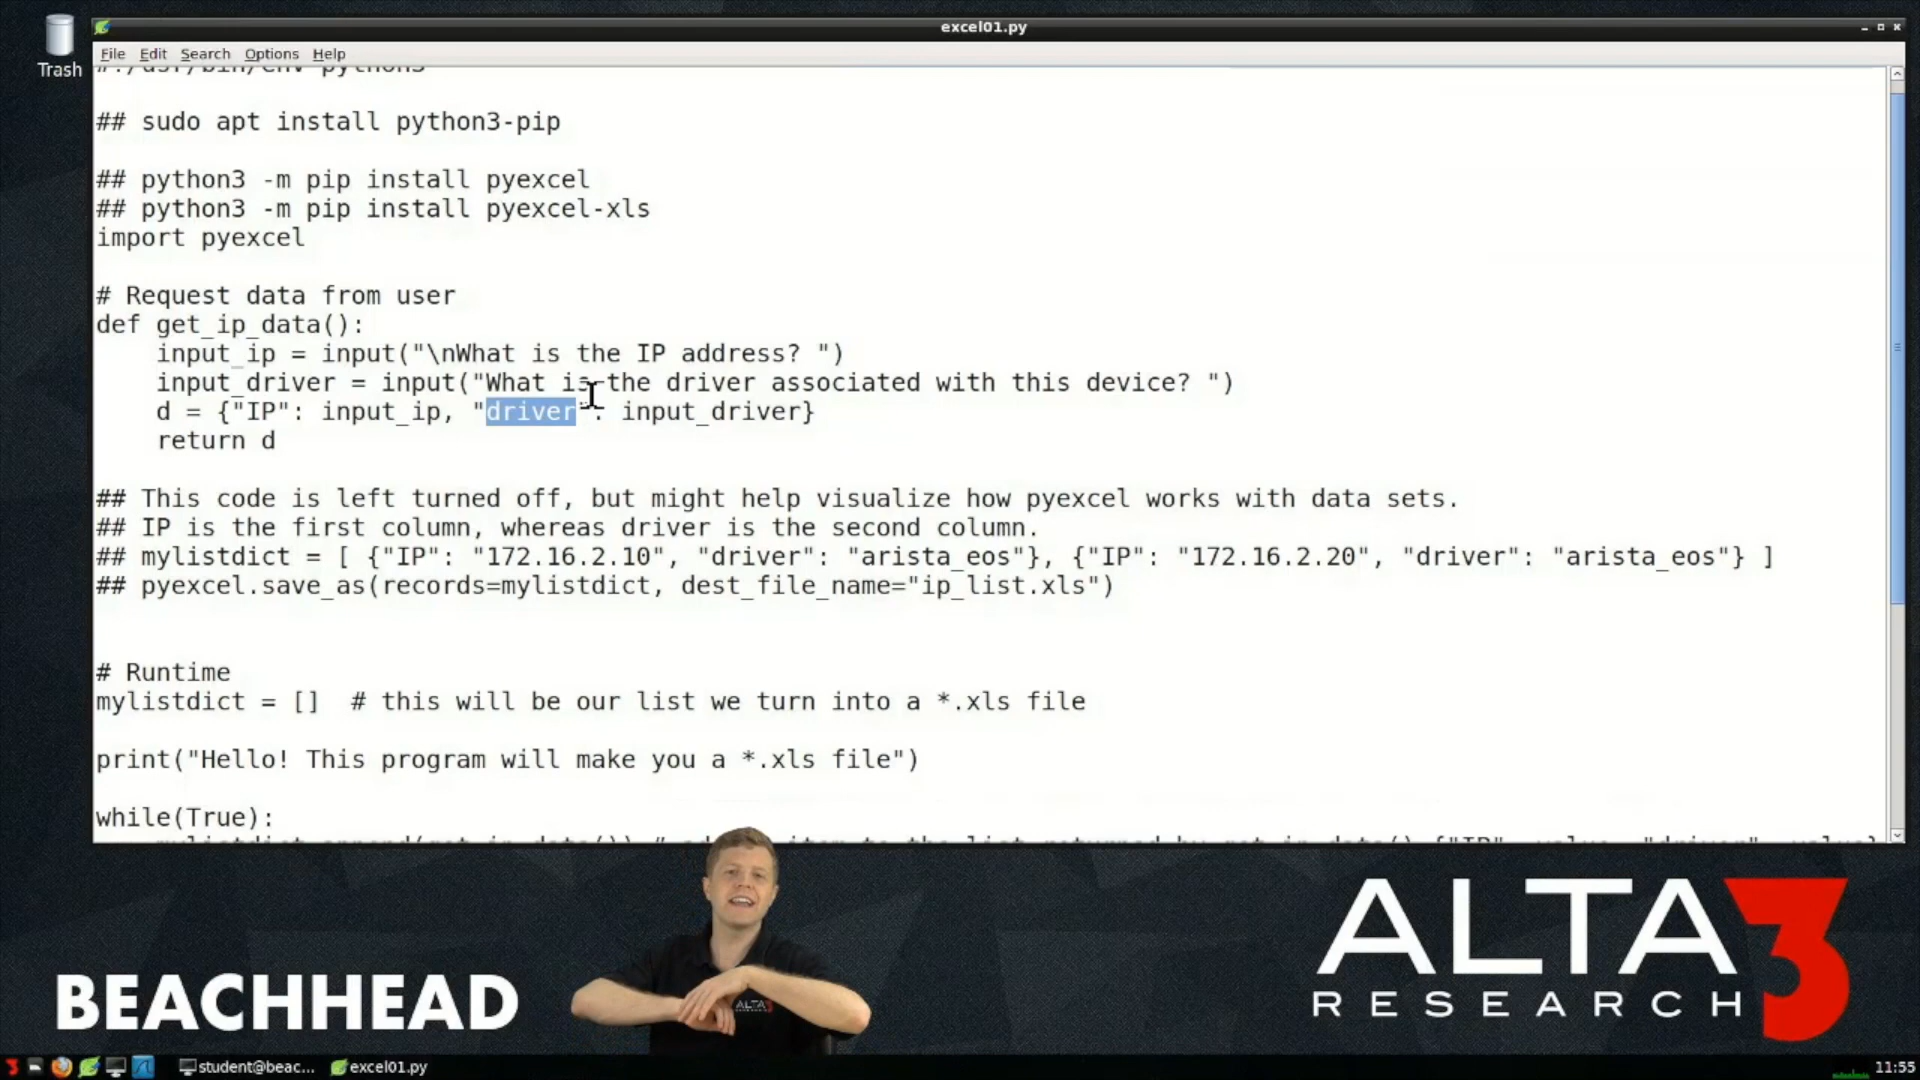 excel01.py
Trash
File Edit Search Options Help
#!/usr/bin/env python3
## sudo apt install python3-pip
## python3 -m pip install pyexcel
## python3 -m pip install pyexcel-xls
import pyexcel
# Request data from user
def get_ip_data():
input_ip = input("\nWhat is the IP address? ")
input_driver = input("What is the driver associated with this device? ")
d = {"IP": input_ip, "driver": input_driver}
return d
## This code is left turned off, but might help visualize how pyexcel works with data sets.
## IP is the first column, whereas driver is the second column.
## mylistdict = [ {"IP": "172.16.2.10", "driver": "arista_eos"}, {"IP": "172.16.2.20", "driver": "arista_eos"} ]
## pyexcel.save_as(records=mylistdict, dest_file_name="ip_list.xls")
# Runtime
mylistdict = []  # this will be our list we turn into a *.xls file
print("Hello! This program will make you a *.xls file")
while(True):
BEACHHEAD
ALTA3
ALTA3
RESEARCH
student@beac...
excel01.py
11:55